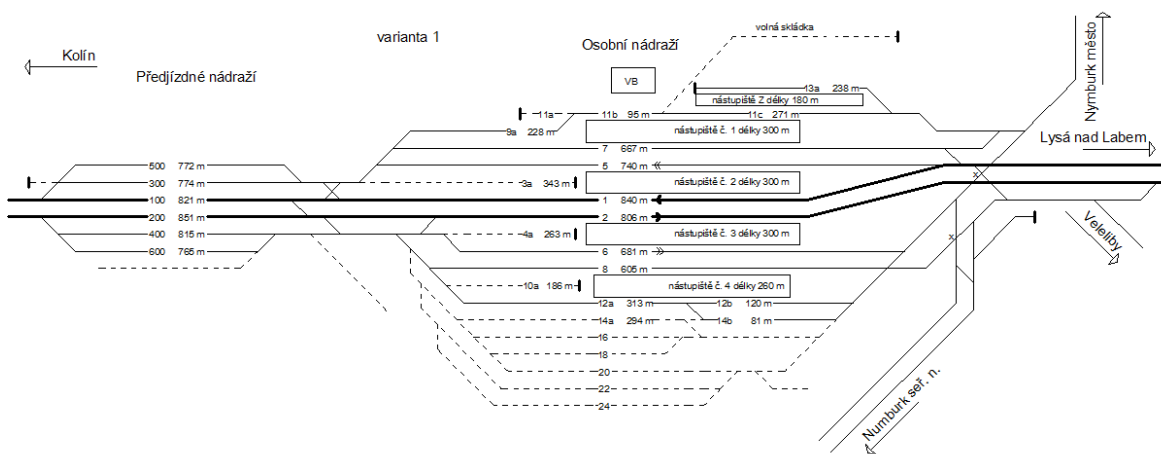 varianta 1
volná skládka
Kolín
Osobní nádraží
Předjízdné nádraží
VB
13a 238 m
nástupiště Z délky 180 m
11a
11b 95 m
11c 271 m
9a 228 m
nástupiště č. 1 délky 300 m
7 667 m
Nymburk město
Lysá nad Labem
500 772 m
5 740 m
300 774 m
3a 343 m
nástupiště č. 2 délky 300 m
x
100 821 m
1 840 m
200 851 m
2 806 m
400 815 m
4a 263 m
nástupiště č. 3 délky 300 m
x
Veleliby
600 765 m
6 681 m
8 605 m
10a 186 m
nástupiště č. 4 délky 260 m
12a 313 m
12b 120 m
14a 294 m
14b 81 m
16
18
20
22
24
Numburk seř. n.